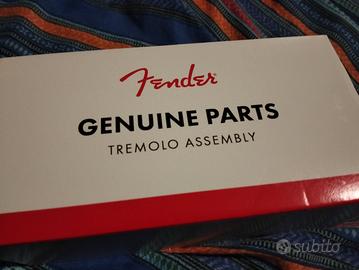 Fender
GENUINE PARTS
TREMOLO ASSEMBLY
subito